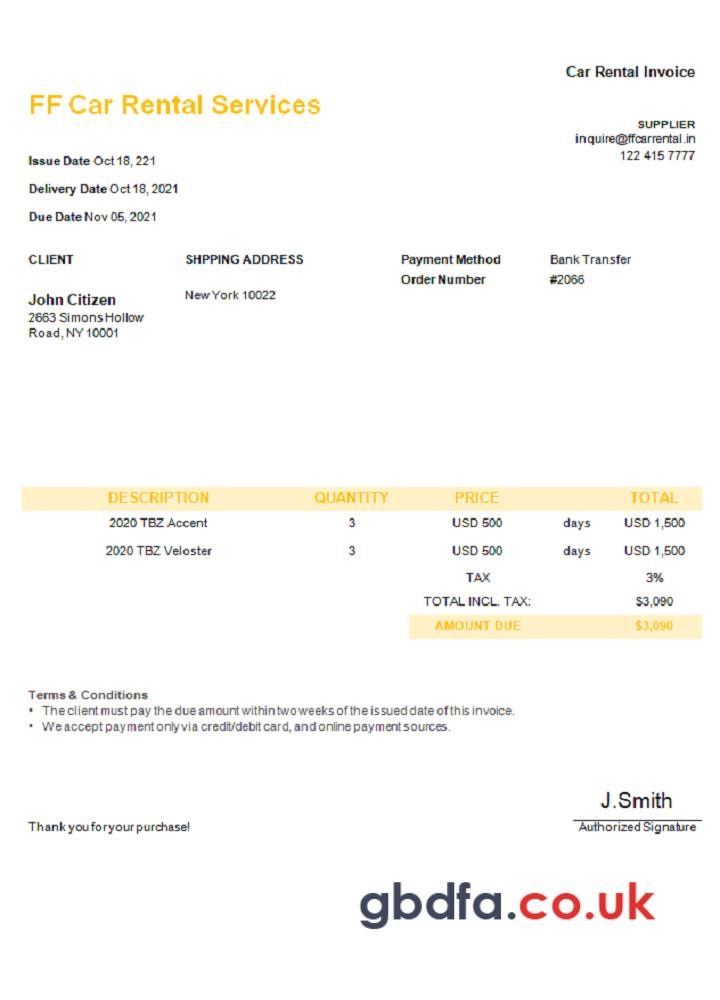 Car Rental Invoice
FF Car Rental Services
SUPPLIER
inquire@ffcarrental.in
122 415 7777
Issue Date Oct 18, 221
Delivery Date Oct 18, 2021
Due Date Nov 05, 2021
CLIENT SHPPING ADDRESS Payment Method Bank Transfer
Order Number #2066
John Citizen New York 10022
2663 Simons Hollow
Road, NY 10001
DESCRIPTION QUANTITY PRICE TOTAL
2020 TBZ Accent 3 USD 500 days USD 1,500
2020 TBZ Veloster 3 USD 500 days USD 1,500
TAX 3%
TOTAL INCL. TAX: $3,090
AMOUNT DUE $3,090
Terms & Conditions
• The client must pay the due amount within two weeks of the issued date of this invoice.
• We accept payment only via credit/debit card, and online payment sources.
J.Smith
Thank you for your purchase! Authorized Signature
gbdfa.co.uk